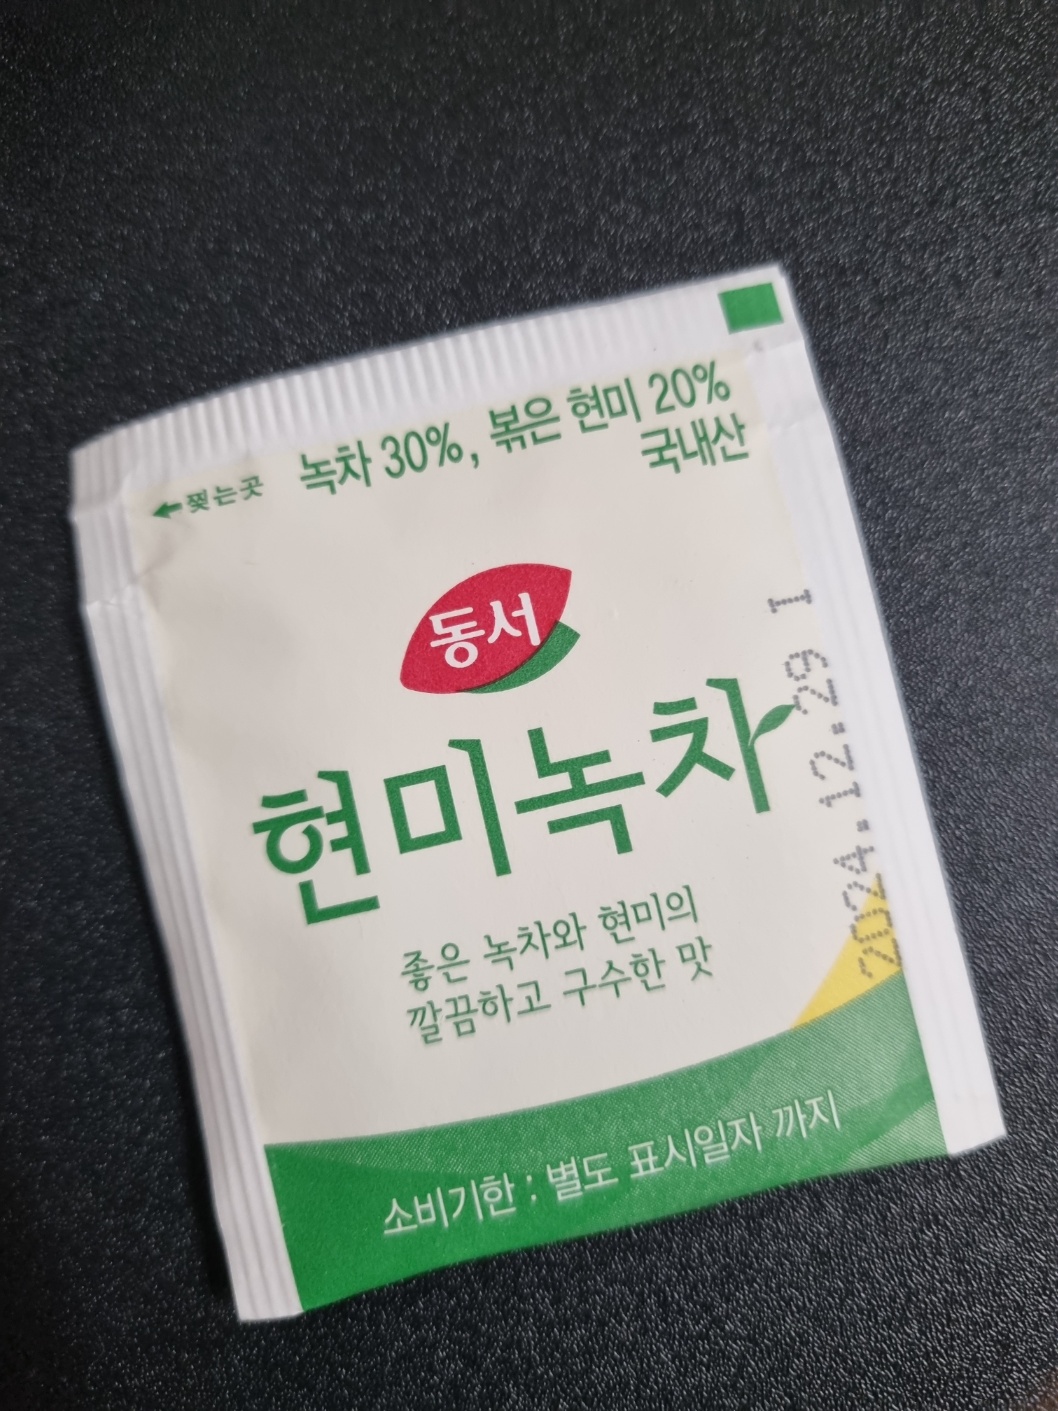 녹차 30%, 볶은 현미 20%
국내산
←찢는곳
동서
현미녹차
좋은 녹차와 현미의
깔끔하고 구수한 맛
소비기한 : 별도 표시일자 까지
2024.12.29 I